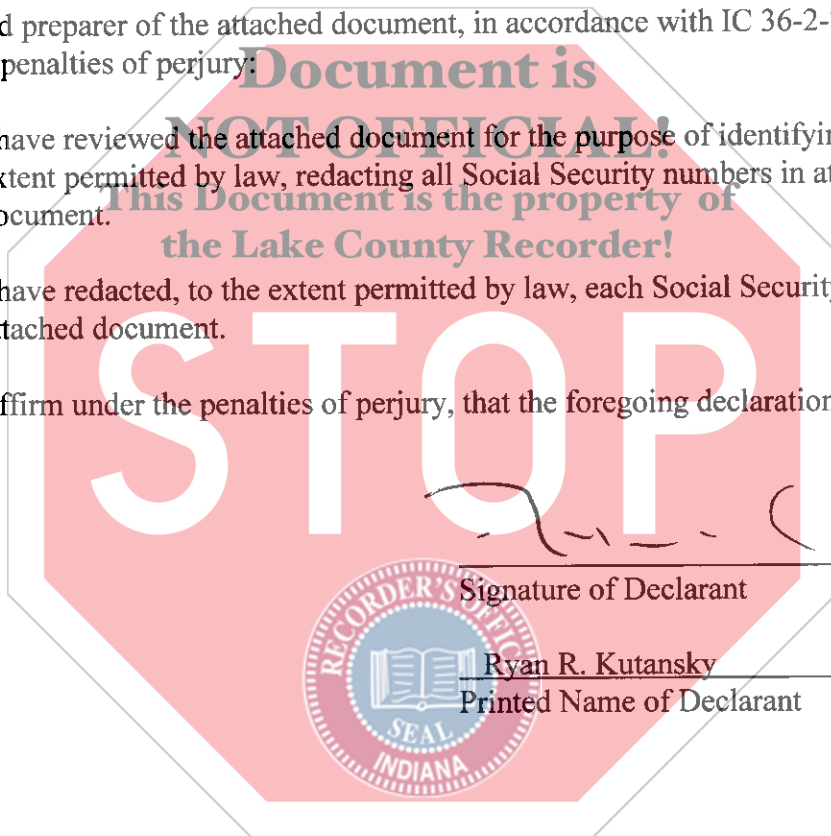 d preparer of the attached document, in accordance with IC 36-2-
penalties of perjury:
Document is
NOT OFFICIAL!
have reviewed the attached document for the purpose of identifyin
xtent permitted by law, redacting all Social Security numbers in at
ocument.
This Document is the property of
the Lake County Recorder!
have redacted, to the extent permitted by law, each Social Security
ttached document.
STOP
ffirm under the penalties of perjury, that the foregoing declaration
Signature of Declarant
Ryan R. Kutansky
Printed Name of Declarant
RECORDER'S OFFICE
SEAL
INDIANA